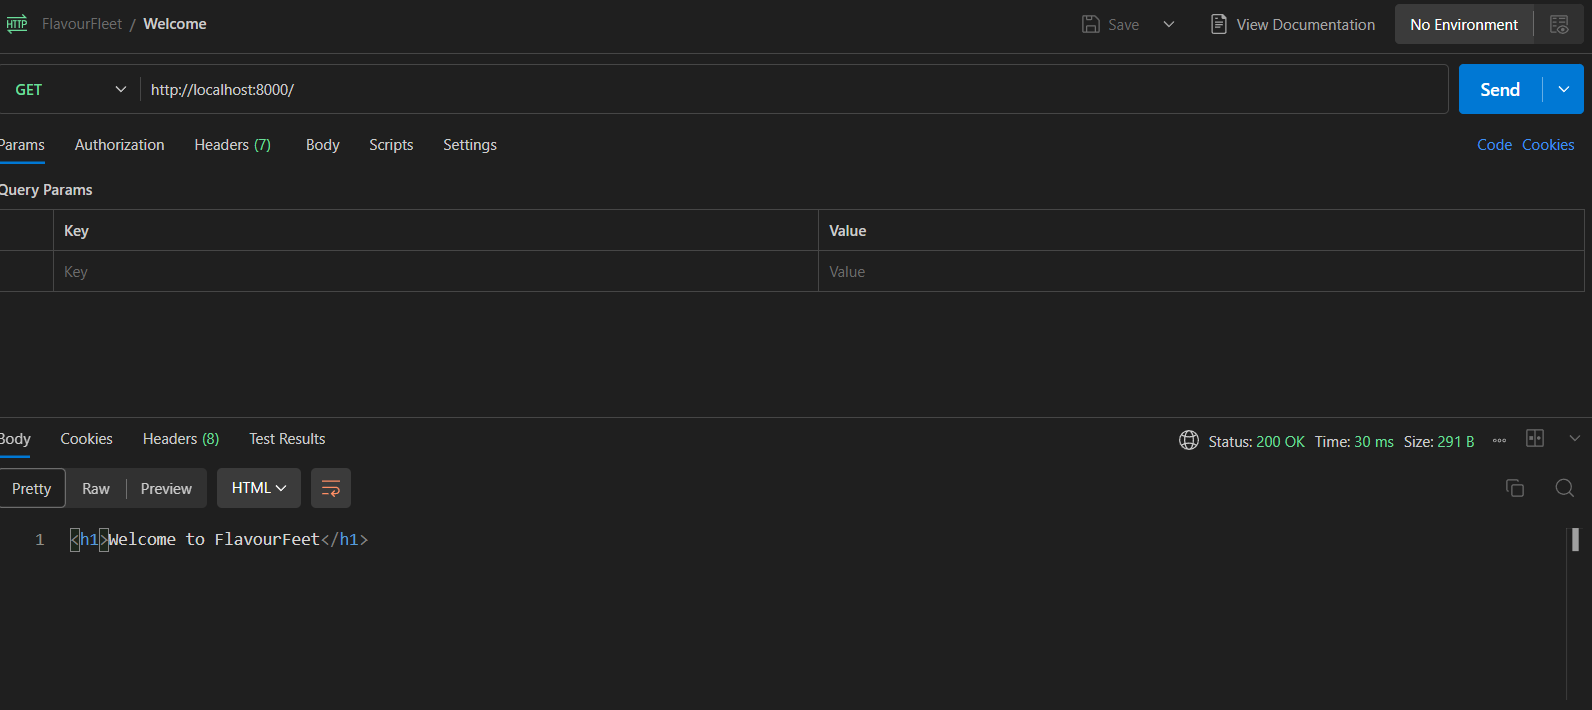 HTTP FlavourFleet / Welcome Save View Documentation No Environment
GET http://localhost:8000/ Send
Params Authorization Headers (7) Body Scripts Settings Code Cookies
Query Params
Key Value
Key Value
Body Cookies Headers (8) Test Results Status: 200 OK Time: 30 ms Size: 291 B
Pretty Raw Preview HTML
1 <h1>Welcome to FlavourFeet</h1>